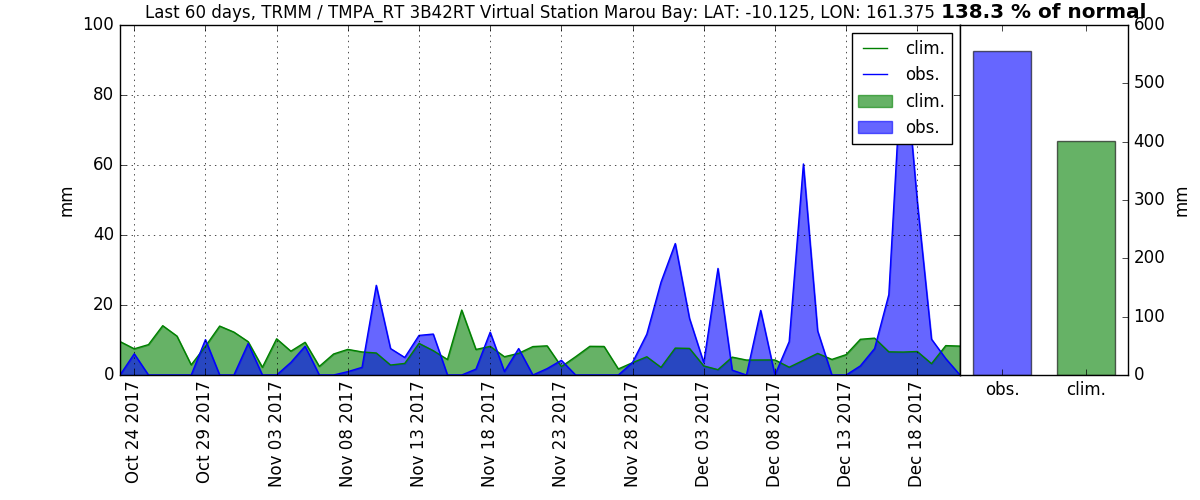 Last 60 days, TRMM / TMPA_RT 3B42RT Virtual Station Marou Bay: LAT: -10.125, LON: 161.375 138.3 % of normal
100
80
60
40
20
0
mm
clim.
obs.
clim.
obs.
Oct 24 2017
Oct 29 2017
Nov 03 2017
Nov 08 2017
Nov 13 2017
Nov 18 2017
Nov 23 2017
Nov 28 2017
Dec 03 2017
Dec 08 2017
Dec 13 2017
Dec 18 2017
600
500
400
300
200
100
0
mm
obs.
clim.